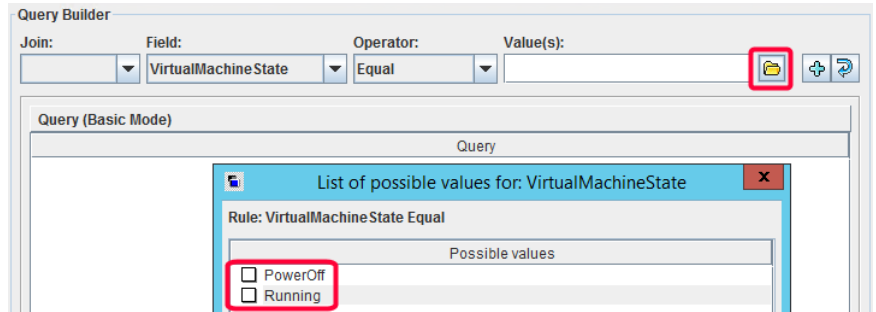 Query Builder
Join: Field: Operator: Value(s):
VirtualMachineState Equal
Query (Basic Mode)
Query
List of possible values for: VirtualMachineState x
Rule: VirtualMachineState Equal
Possible values
PowerOff
Running